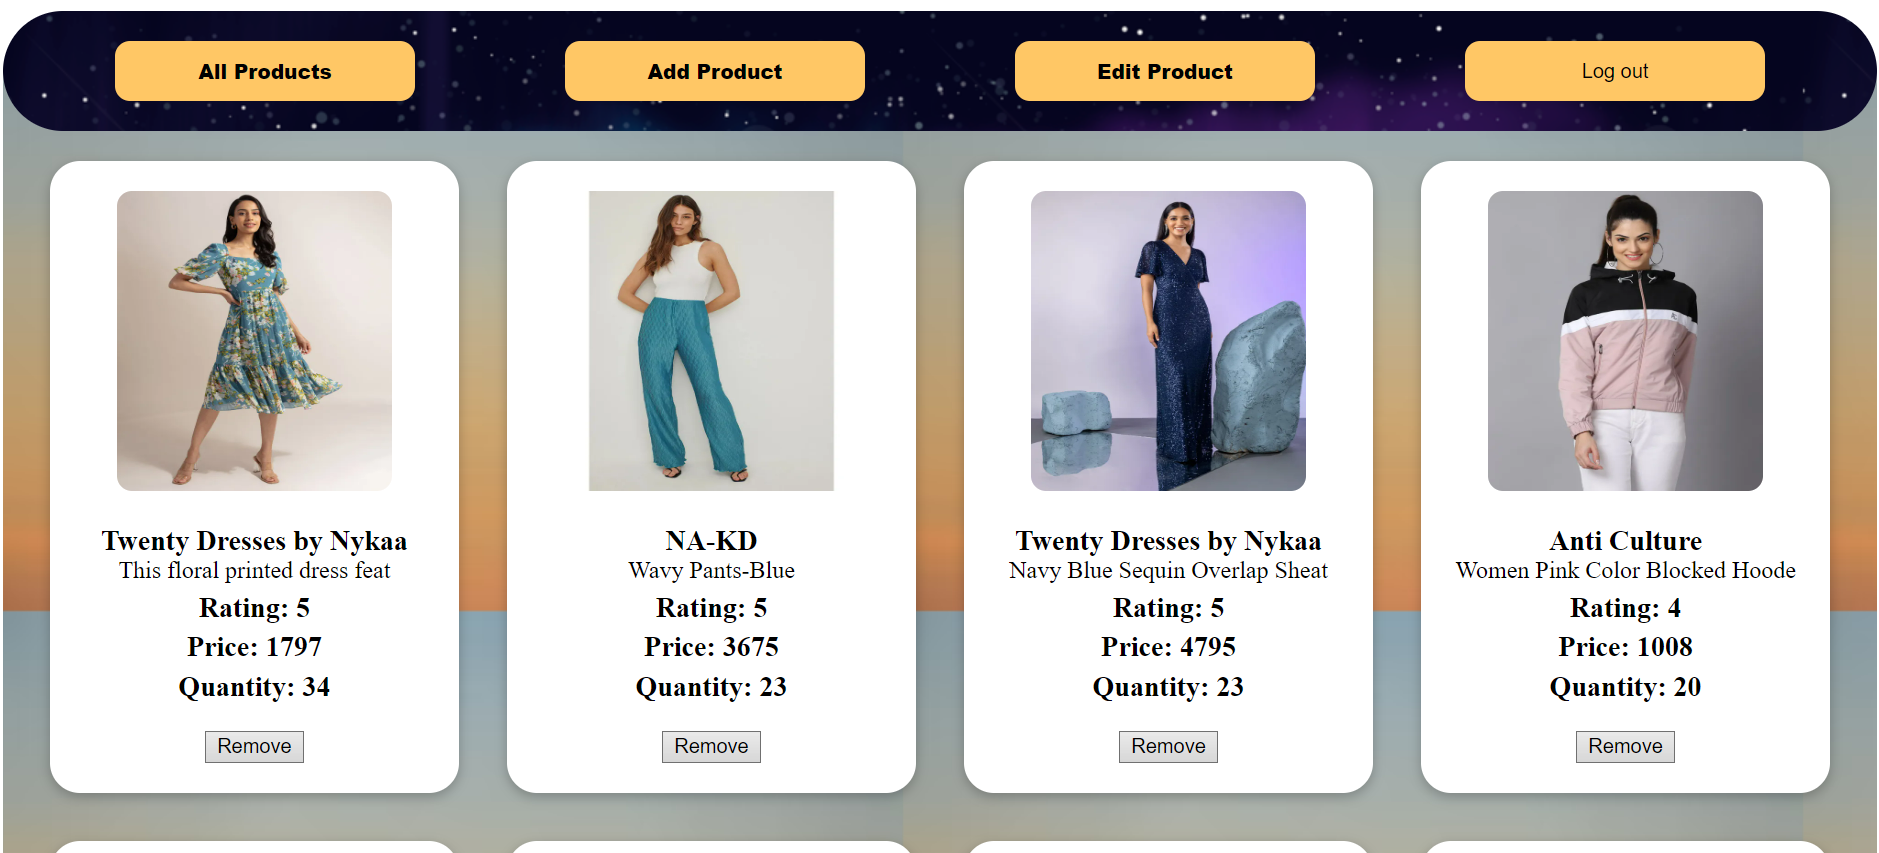 All Products
Add Product
Edit Product
Log out
Twenty Dresses by Nykaa
This floral printed dress feat
Rating: 5
Price: 1797
Quantity: 34
Remove
NA-KD
Wavy Pants-Blue
Rating: 5
Price: 3675
Quantity: 23
Remove
Twenty Dresses by Nykaa
Navy Blue Sequin Overlap Sheat
Rating: 5
Price: 4795
Quantity: 23
Remove
Anti Culture
Women Pink Color Blocked Hoode
Rating: 4
Price: 1008
Quantity: 20
Remove